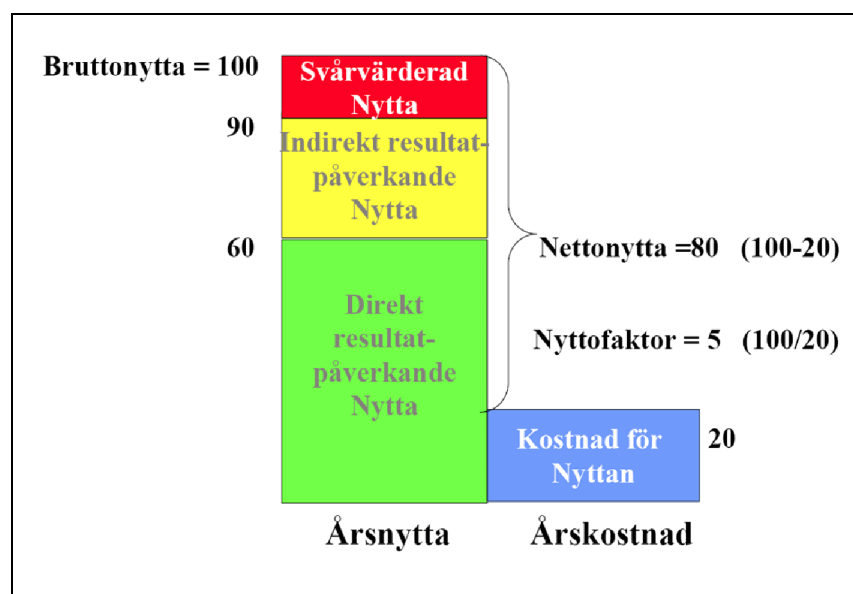 Bruttonytta = 100
Svårvärderad
Nytta
90
Indirekt resultat-
påverkande
Nytta
60
Nettonytta =80 (100-20)
Direkt
resultat-
påverkande
Nytta
Nyttofaktor = 5 (100/20)
Kostnad för
Nyttan
20
Årsnytta
Årskostnad